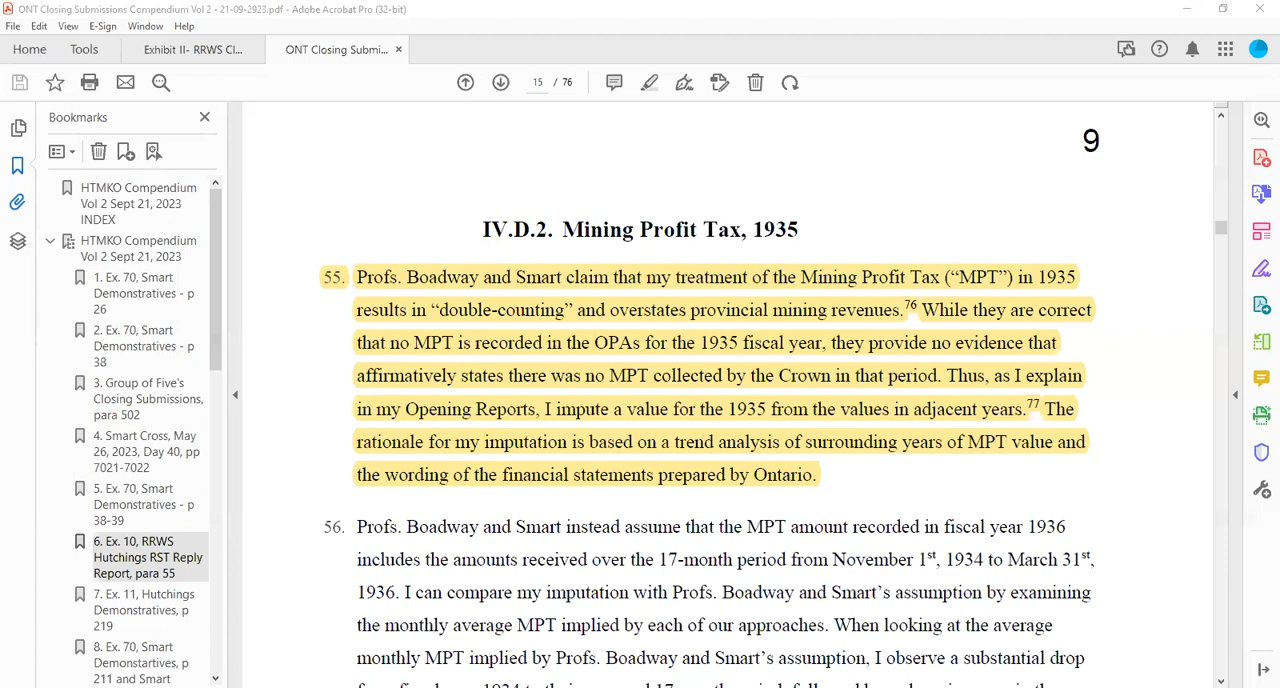 ONT Closing Submissions Compendium Vol 2 - 21-09-2923.pdf - Adobe Acrobat Pro (32-bit)
File Edit View E-Sign Window Help
Home Tools Exhibit II- RRWS Cl... ONT Closing Submi... ×
15 / 76
Bookmarks
HTMKO Compendium
Vol 2 Sept 21, 2023
INDEX
HTMKO Compendium
Vol 2 Sept 21, 2023
1. Ex. 70, Smart
Demonstratives - p
26
2. Ex. 70, Smart
Demonstratives - p
38
3. Group of Five's
Closing Submissions,
para 502
4. Smart Cross, May
26, 2023, Day 40, pp
7021-7022
5. Ex. 70, Smart
Demonstratives - p
38-39
6. Ex. 10, RRWS
Hutchings RST Reply
Report, para 55
7. Ex. 11, Hutchings
Demonstratives, p
219
8. Ex. 70, Smart
Demonstartives, p
211 and Smart
9
IV.D.2. Mining Profit Tax, 1935
55. Profs. Boadway and Smart claim that my treatment of the Mining Profit Tax (“MPT”) in 1935
results in “double-counting” and overstates provincial mining revenues.76 While they are correct
that no MPT is recorded in the OPAs for the 1935 fiscal year, they provide no evidence that
affirmatively states there was no MPT collected by the Crown in that period. Thus, as I explain
in my Opening Reports, I impute a value for the 1935 from the values in adjacent years.77 The
rationale for my imputation is based on a trend analysis of surrounding years of MPT value and
the wording of the financial statements prepared by Ontario.
56. Profs. Boadway and Smart instead assume that the MPT amount recorded in fiscal year 1936
includes the amounts received over the 17-month period from November 1st, 1934 to March 31st,
1936. I can compare my imputation with Profs. Boadway and Smart’s assumption by examining
the monthly average MPT implied by each of our approaches. When looking at the average
monthly MPT implied by Profs. Boadway and Smart’s assumption, I observe a substantial drop